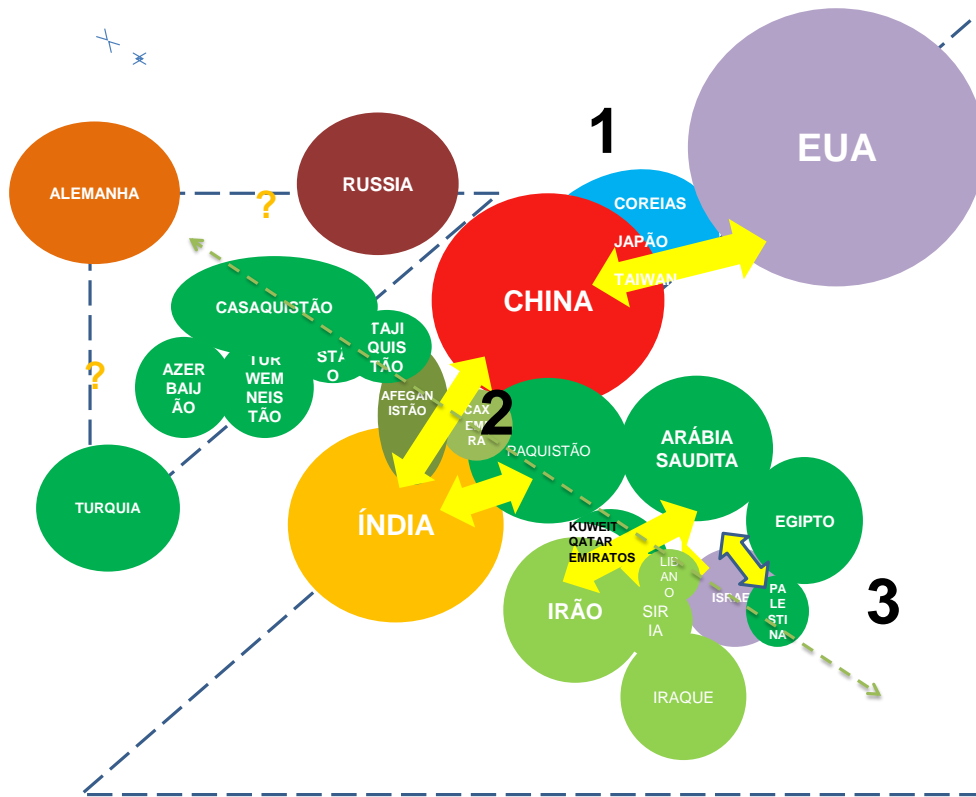 1
EUA
ALEMANHA
RUSSIA
?
COREIAS
JAPÃO
TAIWAN
CHINA
CASAQUISTÃO
TAJI
QUIS
TÃO
STÃ
O
TUR
WEM
NEIS
TÃO
AZER
BAIJ
ÃO
?
AFEGAN
ISTÃO
2
CAX
EMI
RA
PAQUISTÃO
ARÁBIA
SAUDITA
TURQUIA
ÍNDIA
EGIPTO
KUWEIT
QATAR
EMIRATOS
LIB
AN
O
IRÃO
SIR
IA
ISRAE
PA
LE
STI
NA
3
IRAQUE